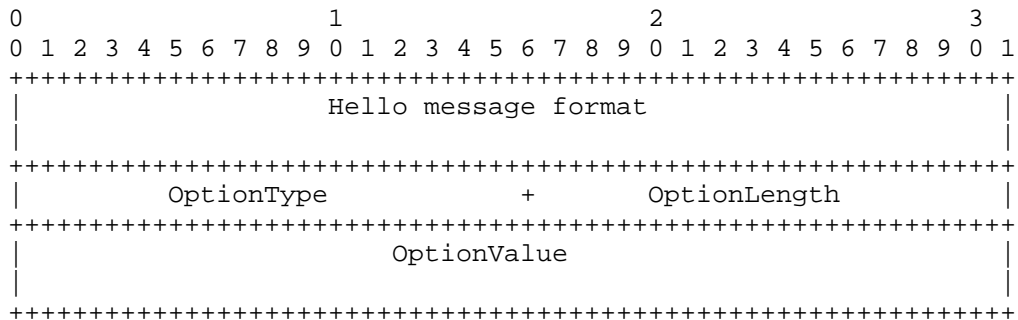 0                   1                   2                   3
0 1 2 3 4 5 6 7 8 9 0 1 2 3 4 5 6 7 8 9 0 1 2 3 4 5 6 7 8 9 0 1
+++++++++++++++++++++++++++++++++++++++++++++++++++++++++++++++
|                   Hello message format                      |
|                                                             |
+++++++++++++++++++++++++++++++++++++++++++++++++++++++++++++++
|         OptionType            +       OptionLength          |
+++++++++++++++++++++++++++++++++++++++++++++++++++++++++++++++
|                       OptionValue                           |
|                                                             |
+++++++++++++++++++++++++++++++++++++++++++++++++++++++++++++++